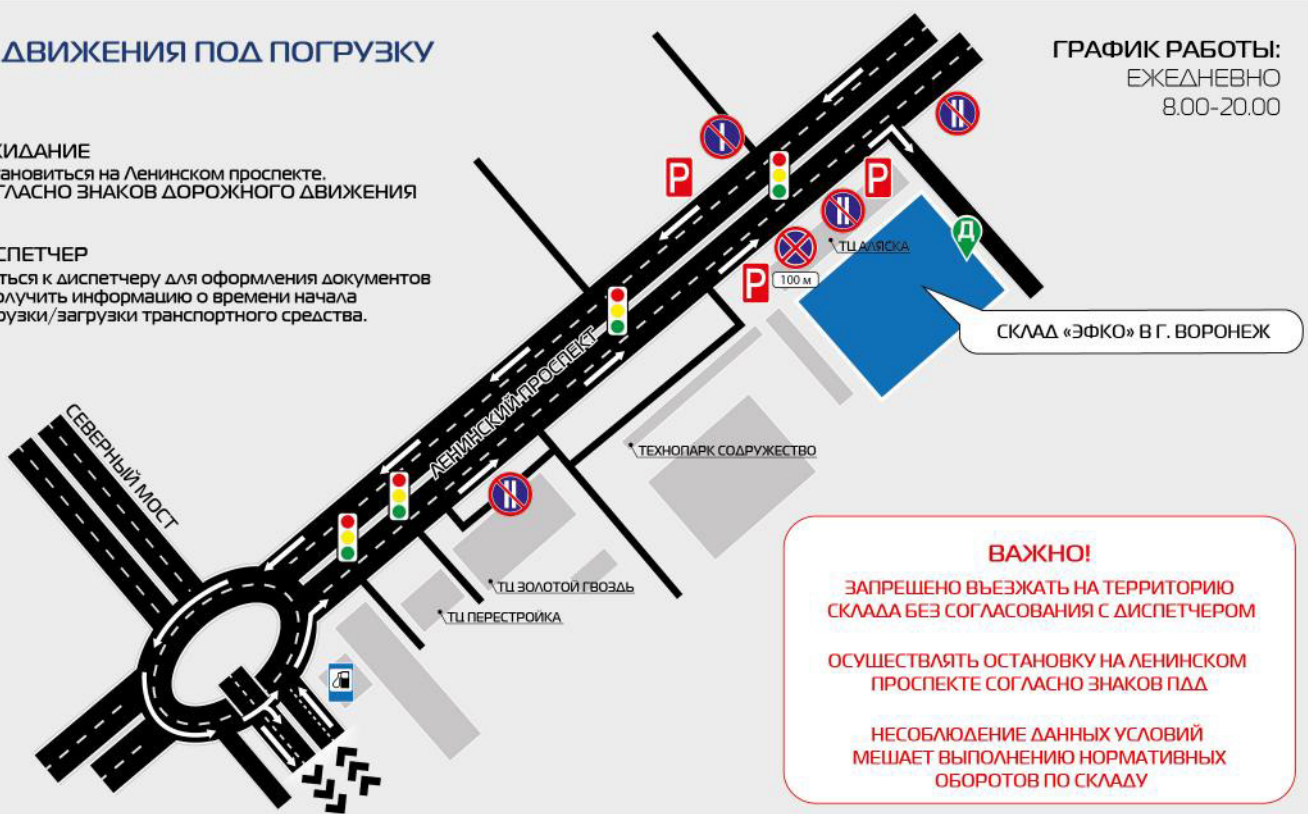 ДВИЖЕНИЯ ПОД ПОГРУЗКУ
ГРАФИК РАБОТЫ:
ЕЖЕДНЕВНО
8.00-20.00
ЖИДАНИЕ
тановиться на Ленинском проспекте.
ГЛАСНО ЗНАКОВ ДОРОЖНОГО ДВИЖЕНИЯ
СПЕТЧЕР
ться к диспетчеру для оформления документов
олучить информацию о времени начала
рузки/загрузки транспортного средства.
P
P
Д
ТЦ АЛЯСКА
P
100 м
СКЛАД «ЭФКО» В Г. ВОРОНЕЖ
ЛЕНИНСКИЙ ПРОСПЕКТ
СЕВЕРНЫЙ МОСТ
ТЕХНОПАРК СОДРУЖЕСТВО
ТЦ ЗОЛОТОЙ ГВОЗДЬ
ТЦ ПЕРЕСТРОЙКА
ВАЖНО!
ЗАПРЕЩЕНО ВЪЕЗЖАТЬ НА ТЕРРИТОРИЮ
СКЛАДА БЕЗ СОГЛАСОВАНИЯ С ДИСПЕТЧЕРОМ
ОСУЩЕСТВЛЯТЬ ОСТАНОВКУ НА ЛЕНИНСКОМ
ПРОСПЕКТЕ СОГЛАСНО ЗНАКОВ ПДД
НЕСОБЛЮДЕНИЕ ДАННЫХ УСЛОВИЙ
МЕШАЕТ ВЫПОЛНЕНИЮ НОРМАТИВНЫХ
ОБОРОТОВ ПО СКЛАДУ